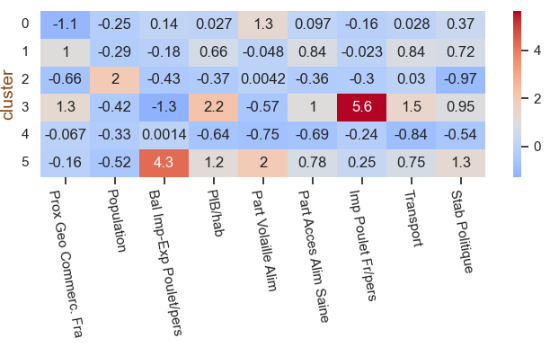 cluster
0 -1.1 -0.25 0.14 0.027 1.3 0.097 -0.16 0.028 0.37
1 1 -0.29 -0.18 0.66 -0.048 0.84 -0.023 0.84 0.72
2 -0.66 2 -0.43 -0.37 0.0042 -0.36 -0.3 0.03 -0.97
3 1.3 -0.42 -1.3 2.2 -0.57 1 5.6 1.5 0.95
4 -0.067 -0.33 0.0014 -0.64 -0.75 -0.69 -0.24 -0.84 -0.54
5 -0.16 -0.52 4.3 1.2 2 0.78 0.25 0.75 1.3
Prox Geo Commerc. Fra
Population
Bal Imp-Exp Poulet/pers
PIB/hab
Part Volaille Alim
Part Acces Alim Saine
Imp Poulet Fr/pers
Transport
Stab Politique
4
2
0